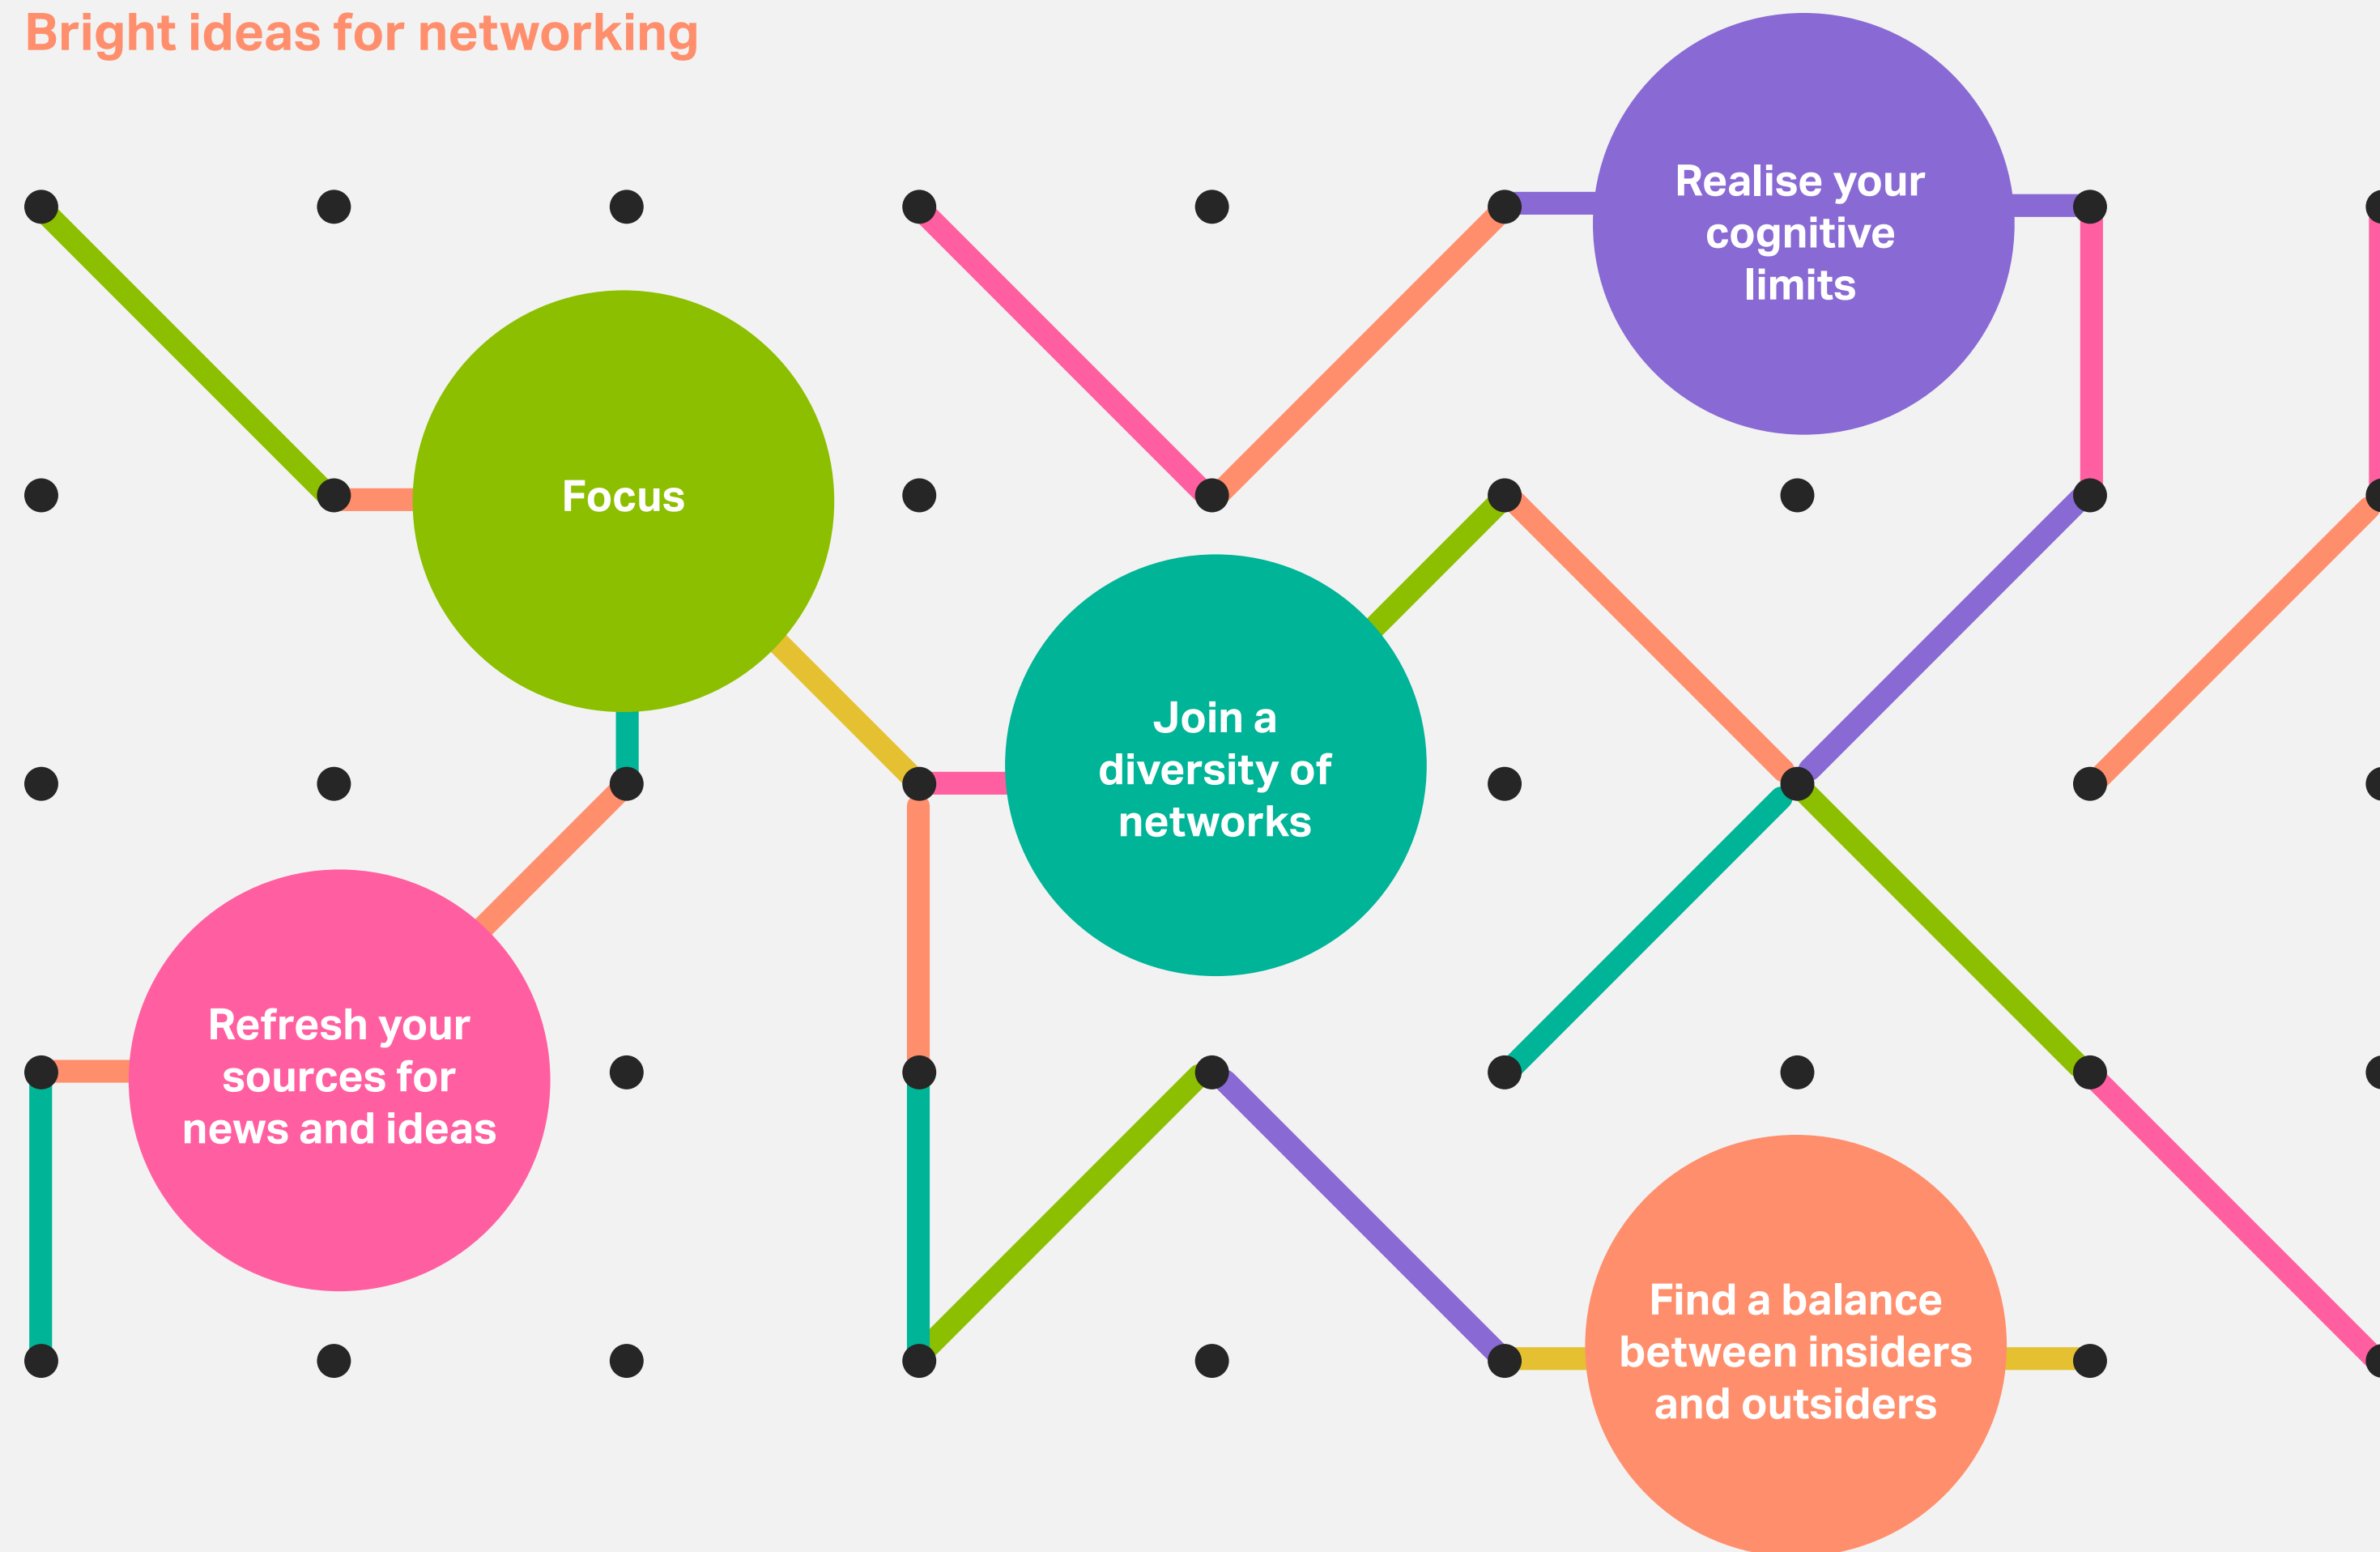 Bright ideas for networking
Realise your
cognitive
limits
Focus
Join a
diversity of
networks
Refresh your
sources for
news and ideas
Find a balance
between insiders
and outsiders